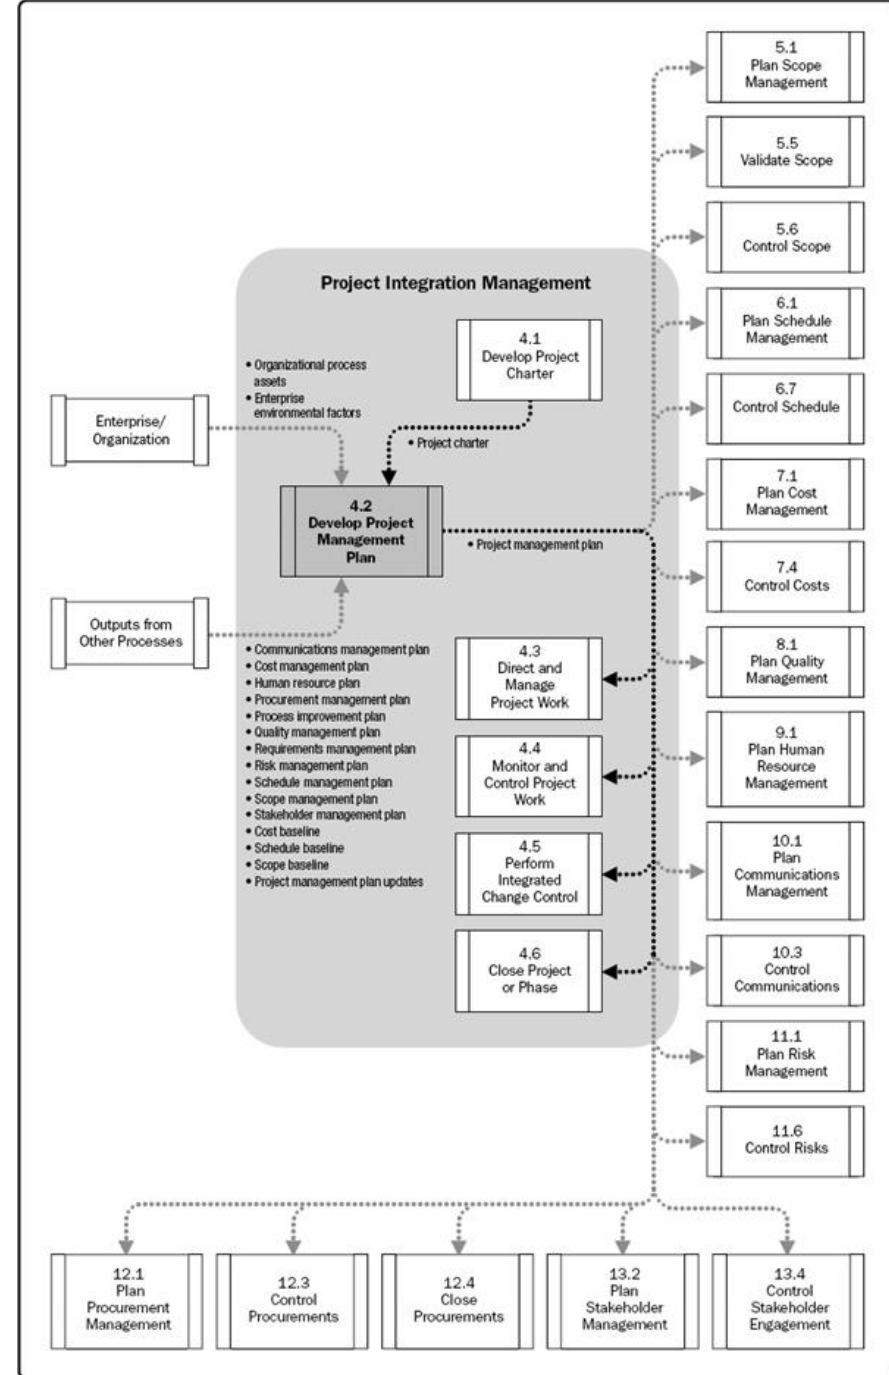 Project Integration Management
4.1
Develop Project
Charter
• Organizational process
assets
• Enterprise
environmental factors
Enterprise/
Organization
• Project charter
4.2
Develop Project
Management
Plan
• Project management plan
Outputs from
Other Processes
• Communications management plan
• Cost management plan
• Human resource plan
• Procurement management plan
• Process improvement plan
• Quality management plan
• Requirements management plan
• Risk management plan
• Schedule management plan
• Scope management plan
• Stakeholder management plan
• Cost baseline
• Schedule baseline
• Scope baseline
• Project management plan updates
4.3
Direct and
Manage
Project Work
4.4
Monitor and
Control Project
Work
4.5
Perform
Integrated
Change Control
4.6
Close Project
or Phase
5.1
Plan Scope
Management
5.5
Validate Scope
5.6
Control Scope
6.1
Plan Schedule
Management
6.7
Control Schedule
7.1
Plan Cost
Management
7.4
Control Costs
8.1
Plan Quality
Management
9.1
Plan Human
Resource
Management
10.1
Plan
Communications
Management
10.3
Control
Communications
11.1
Plan Risk
Management
11.6
Control Risks
12.1
Plan
Procurement
Management
12.3
Control
Procurements
12.4
Close
Procurements
13.2
Plan
Stakeholder
Management
13.4
Control
Stakeholder
Engagement